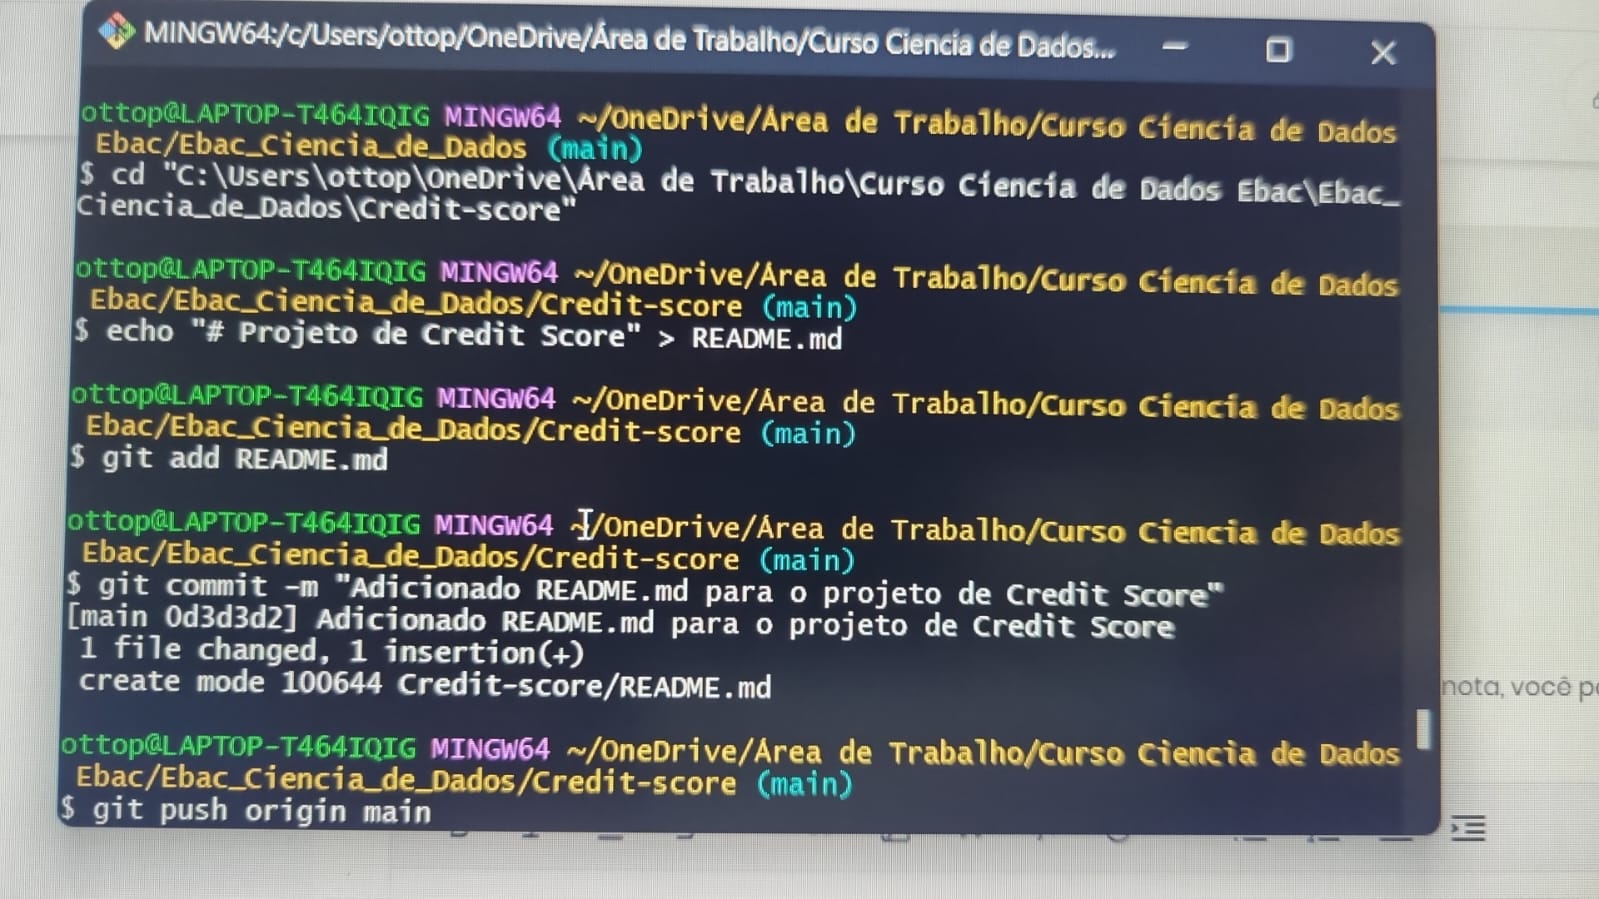 MINGW64:/c/Users/ottop/OneDrive/Área de Trabalho/Curso Ciencia de Dados...
ottop@LAPTOP-T464IQIG MINGW64 ~/OneDrive/Área de Trabalho/Curso Ciencia de Dados
Ebac/Ebac_Ciencia_de_Dados (main)
$ cd "C:\Users\ottop\OneDrive\Área de Trabalho\Curso Ciencia de Dados Ebac\Ebac_
Ciencia_de_Dados\Credit-score"
ottop@LAPTOP-T464IQIG MINGW64 ~/OneDrive/Área de Trabalho/Curso Ciencia de Dados
Ebac/Ebac_Ciencia_de_Dados/Credit-score (main)
$ echo "# Projeto de Credit Score" > README.md
ottop@LAPTOP-T464IQIG MINGW64 ~/OneDrive/Área de Trabalho/Curso Ciencia de Dados
Ebac/Ebac_Ciencia_de_Dados/Credit-score (main)
$ git add README.md
ottop@LAPTOP-T464IQIG MINGW64 ~/OneDrive/Área de Trabalho/Curso Ciencia de Dados
Ebac/Ebac_Ciencia_de_Dados/Credit-score (main)
$ git commit -m "Adicionado README.md para o projeto de Credit Score"
[main 0d3d3d2] Adicionado README.md para o projeto de Credit Score
1 file changed, 1 insertion(+)
create mode 100644 Credit-score/README.md
nota, você
ottop@LAPTOP-T464IQIG MINGW64 ~/OneDrive/Área de Trabalho/Curso Ciencia de Dados
Ebac/Ebac_Ciencia_de_Dados/Credit-score (main)
$ git push origin main